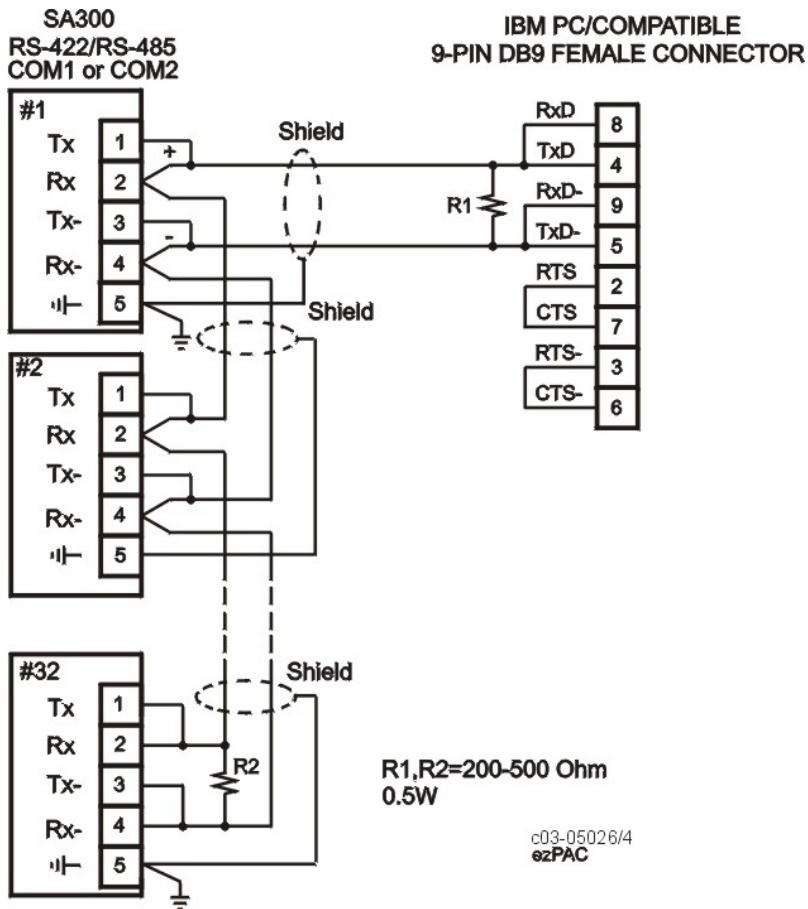 SA300
RS-422/RS-485
COM1 or COM2
IBM PC/COMPATIBLE
9-PIN DB9 FEMALE CONNECTOR
#1
Tx 1
Rx 2
Tx- 3
Rx- 4
5
+
-
Shield
Shield
R1
RxD 8
TxD 4
RxD- 9
TxD- 5
RTS 2
CTS 7
RTS- 3
CTS- 6
#2
Tx 1
Rx 2
Tx- 3
Rx- 4
5
#32
Tx 1
Rx 2
Tx- 3
Rx- 4
5
Shield
R2
R1,R2=200-500 Ohm
0.5W
c03-05026/4
ezPAC